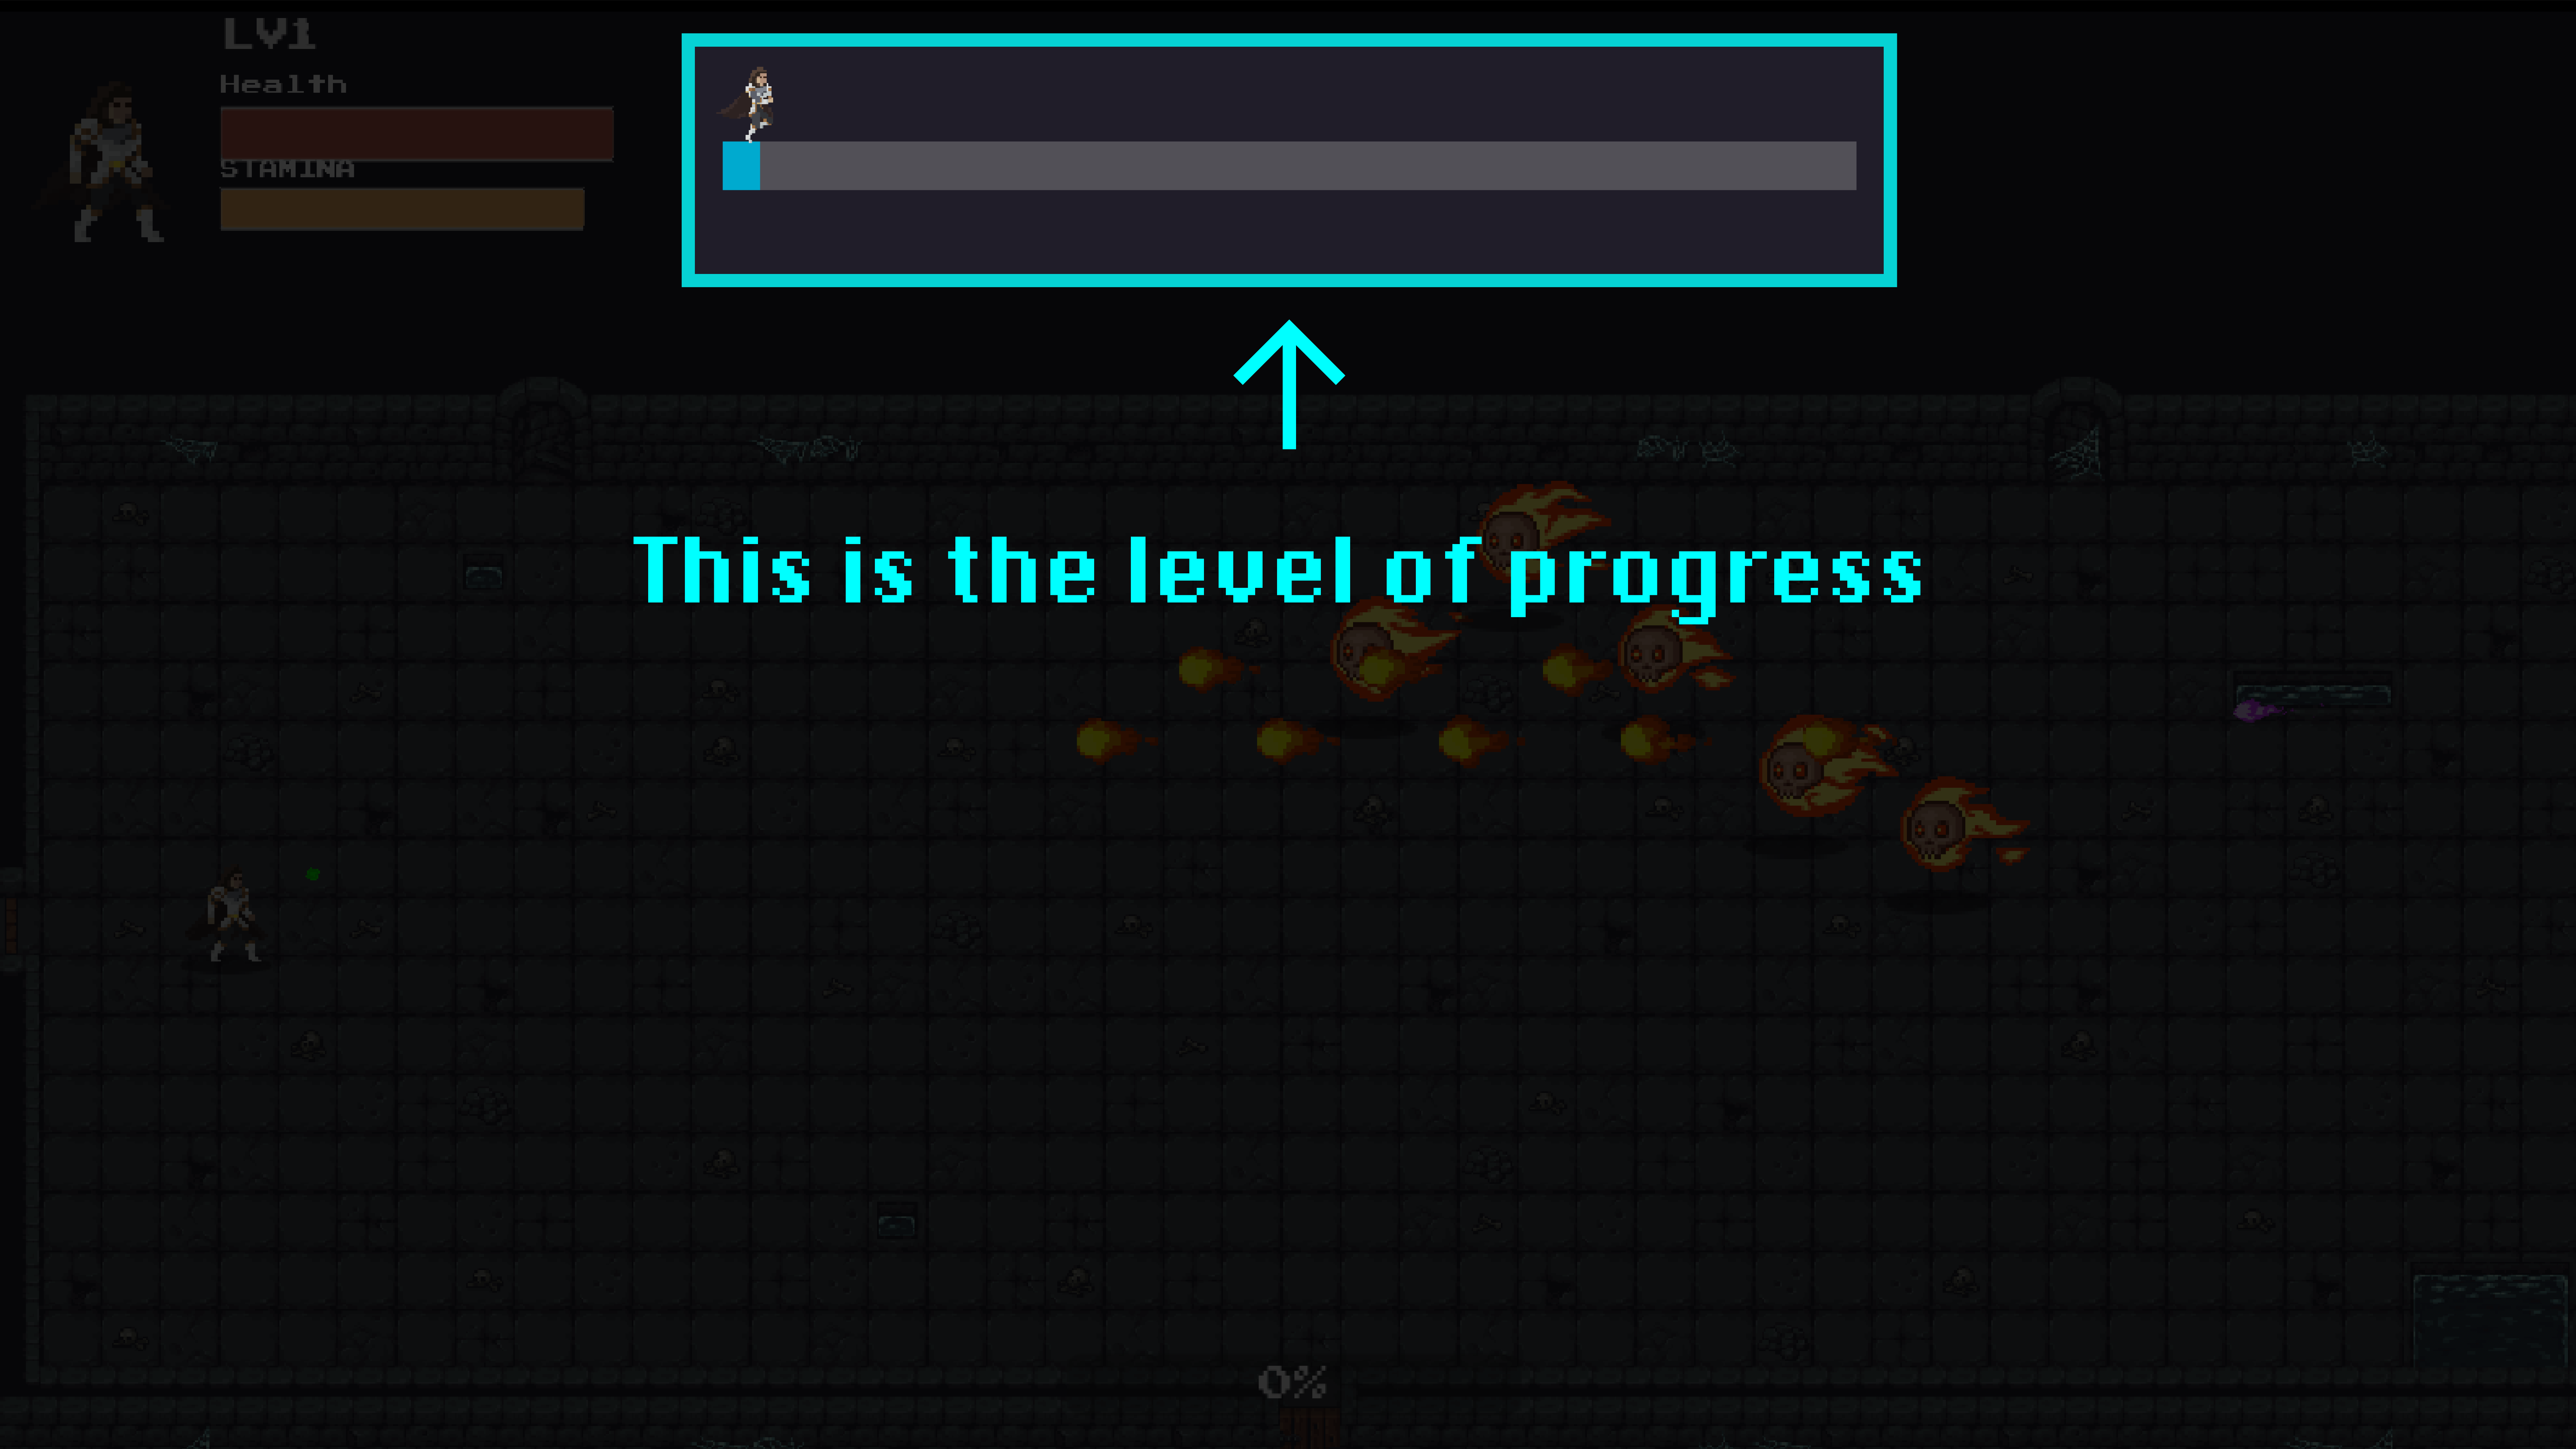 LV1
Health
STAMINA
This is the level of progress
0%